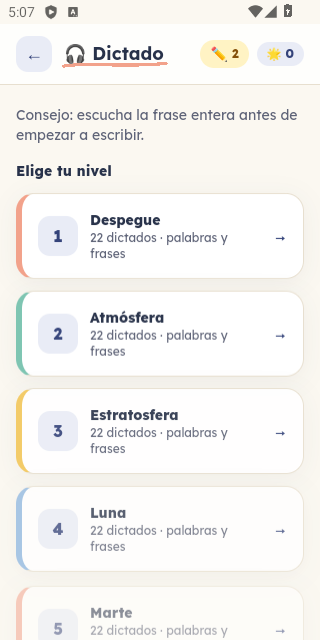 5:07
A
← 🎧 Dictado ✏️ 2 🌟 0
Consejo: escucha la frase entera antes de
empezar a escribir.
Elige tu nivel
1 Despegue →
22 dictados · palabras y
frases
2 Atmósfera →
22 dictados · palabras y
frases
3 Estratosfera →
22 dictados · palabras y
frases
4 Luna →
22 dictados · palabras y
frases
5 Marte →
22 dictados · palabras y